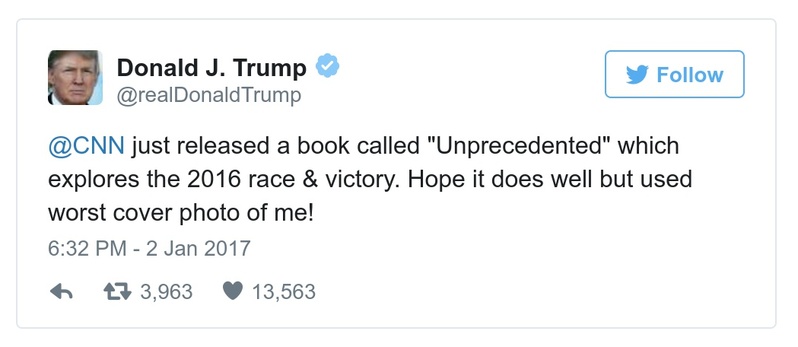 Donald J. Trump
@realDonaldTrump
Follow
@CNN just released a book called "Unprecedented" which
explores the 2016 race & victory. Hope it does well but used
worst cover photo of me!
6:32 PM - 2 Jan 2017
3,963 13,563